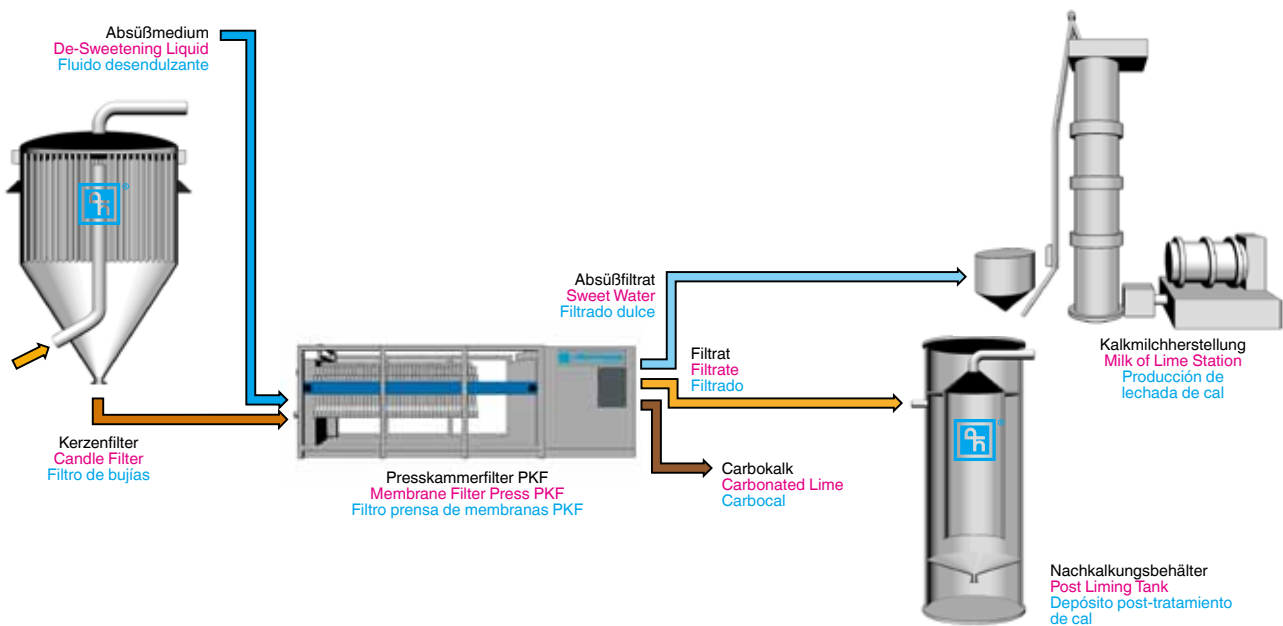 Absüßmedium
De-Sweetening Liquid
Fluido desendulzante
Absüßfiltrat
Sweet Water
Filtrado dulce
Filtrat
Filtrate
Filtrado
Kalkmilchherstellung
Milk of Lime Station
Producción de
lechada de cal
Kerzenfilter
Candle Filter
Filtro de bujías
Presskammerfilter PKF
Membrane Filter Press PKF
Filtro prensa de membranas PKF
Carbokalk
Carbonated Lime
Carbocal
Nachkalkungsbehälter
Post Liming Tank
Depósito post-tratamiento
de cal